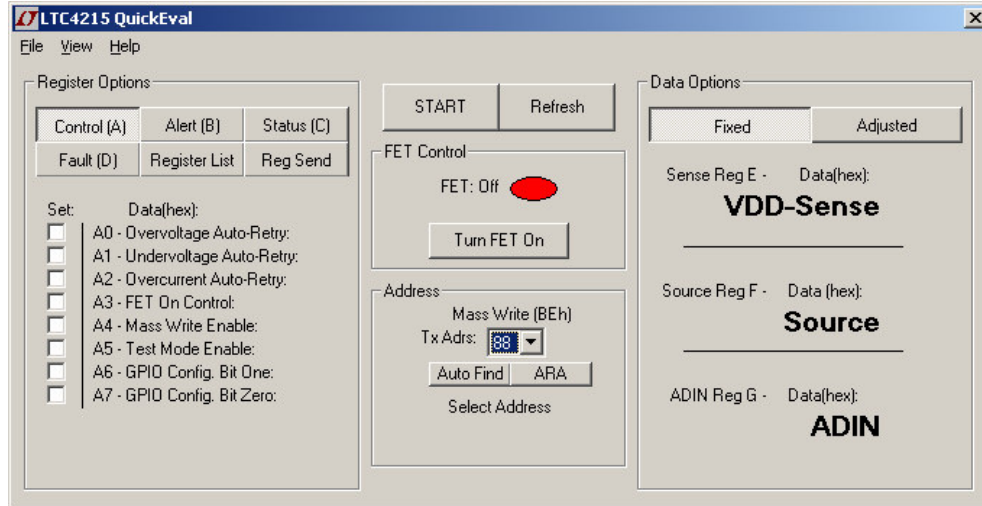 LTC4215 QuickEval
File View Help
Register Options
Control (A) Alert (B) Status (C)
Fault (D) Register List Reg Send
Set: Data(hex):
A0 - Overvoltage Auto-Retry:
A1 - Undervoltage Auto-Retry:
A2 - Overcurrent Auto-Retry:
A3 - FET On Control:
A4 - Mass Write Enable:
A5 - Test Mode Enable:
A6 - GPIO Config. Bit One:
A7 - GPIO Config. Bit Zero:
START Refresh
FET Control
FET: Off
Turn FET On
Address
Mass Write (BEh)
Tx Adrs: 88
Auto Find ARA
Select Address
Data Options
Fixed Adjusted
Sense Reg E - Data(hex):
VDD-Sense
Source Reg F - Data (hex):
Source
ADIN Reg G - Data(hex):
ADIN